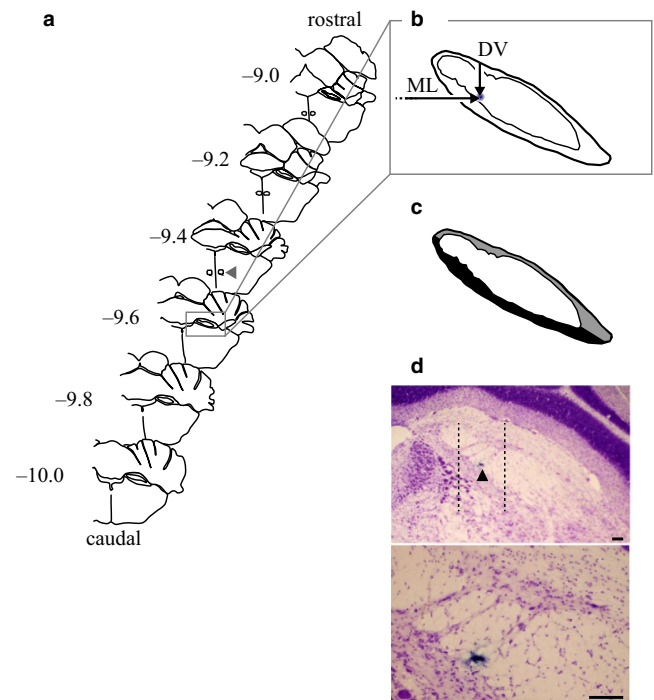 a
rostral
–9.0
–9.2
–9.4
–9.6
–9.8
–10.0
caudal
b
DV
ML
c
d